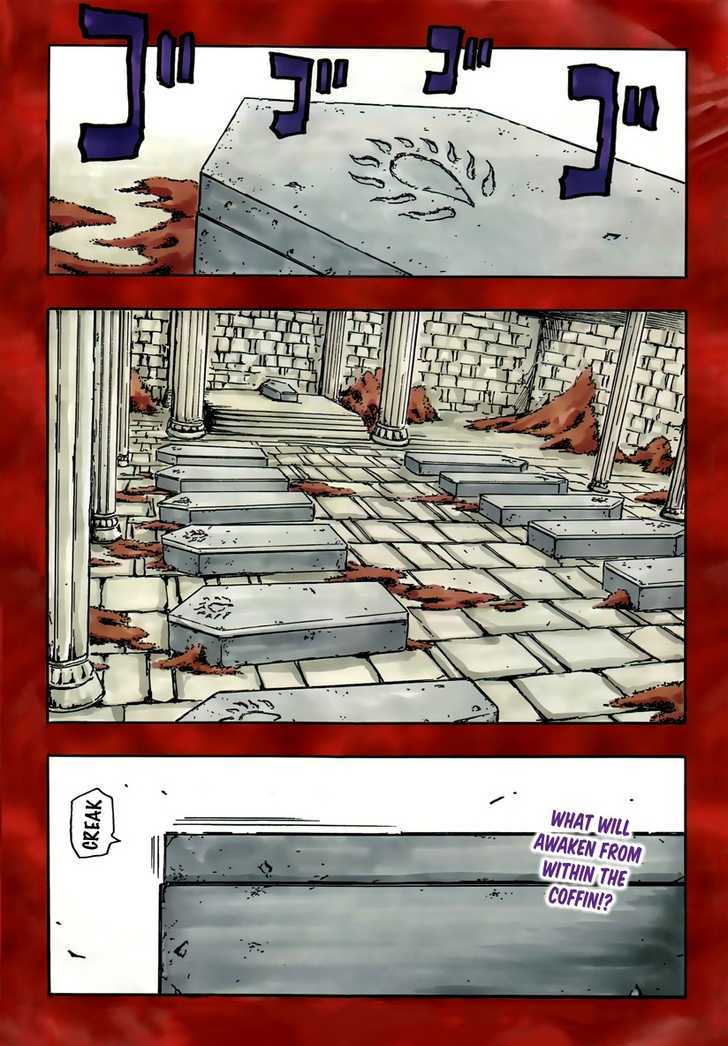 ゴ ゴ ゴ ゴ
CREAK
WHAT WILL
AWAKEN FROM
WITHIN THE
COFFIN!?